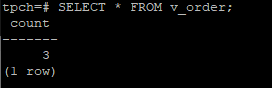 tpch=# SELECT * FROM v_order;
 count
-------
     3
(1 row)